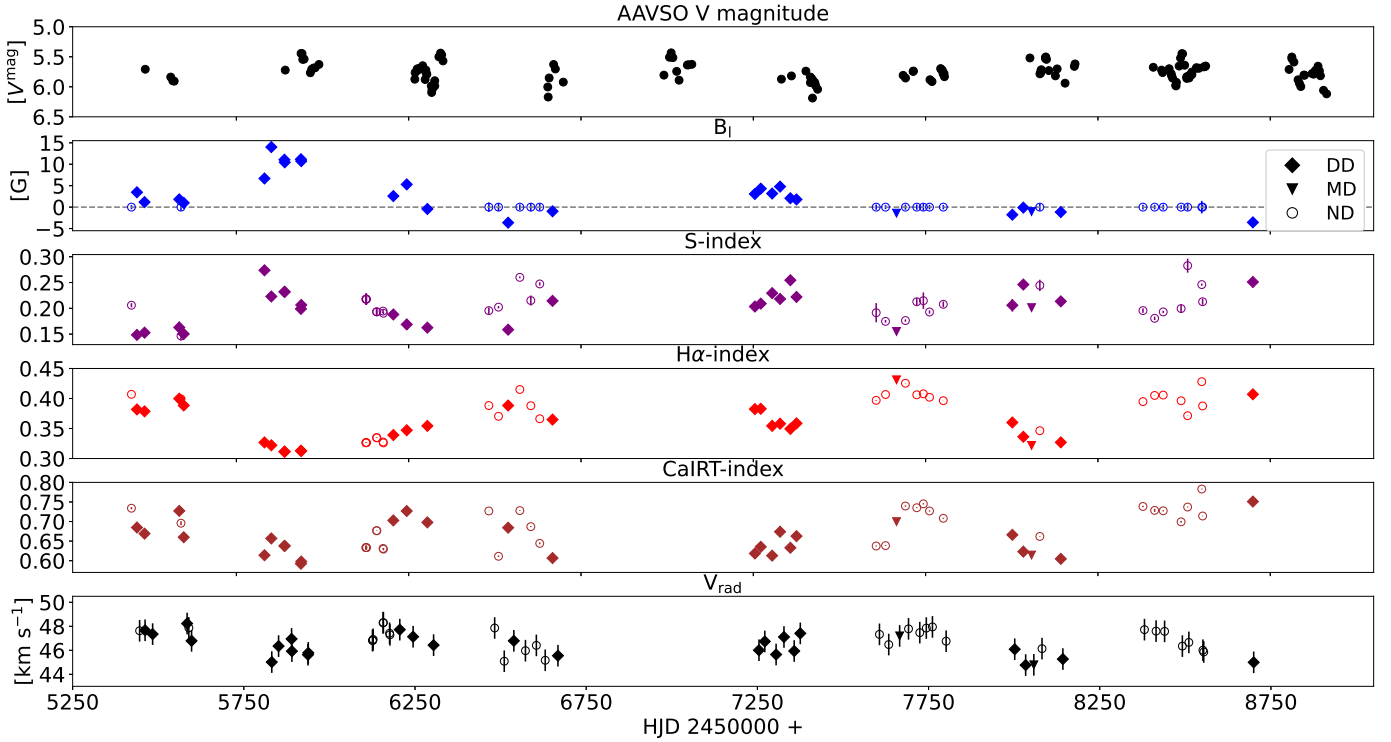 AAVSO V magnitude
[V^mag]
5.0
5.5
6.0
6.5
B_l
[G]
15
10
5
0
−5
DD
MD
ND
S-index
0.30
0.25
0.20
0.15
Hα-index
0.45
0.40
0.35
0.30
CaIRT-index
0.80
0.75
0.70
0.65
0.60
V_rad
[km s^−1]
50
48
46
44
5250 5750 6250 6750 7250 7750 8250 8750
HJD 2450000 +